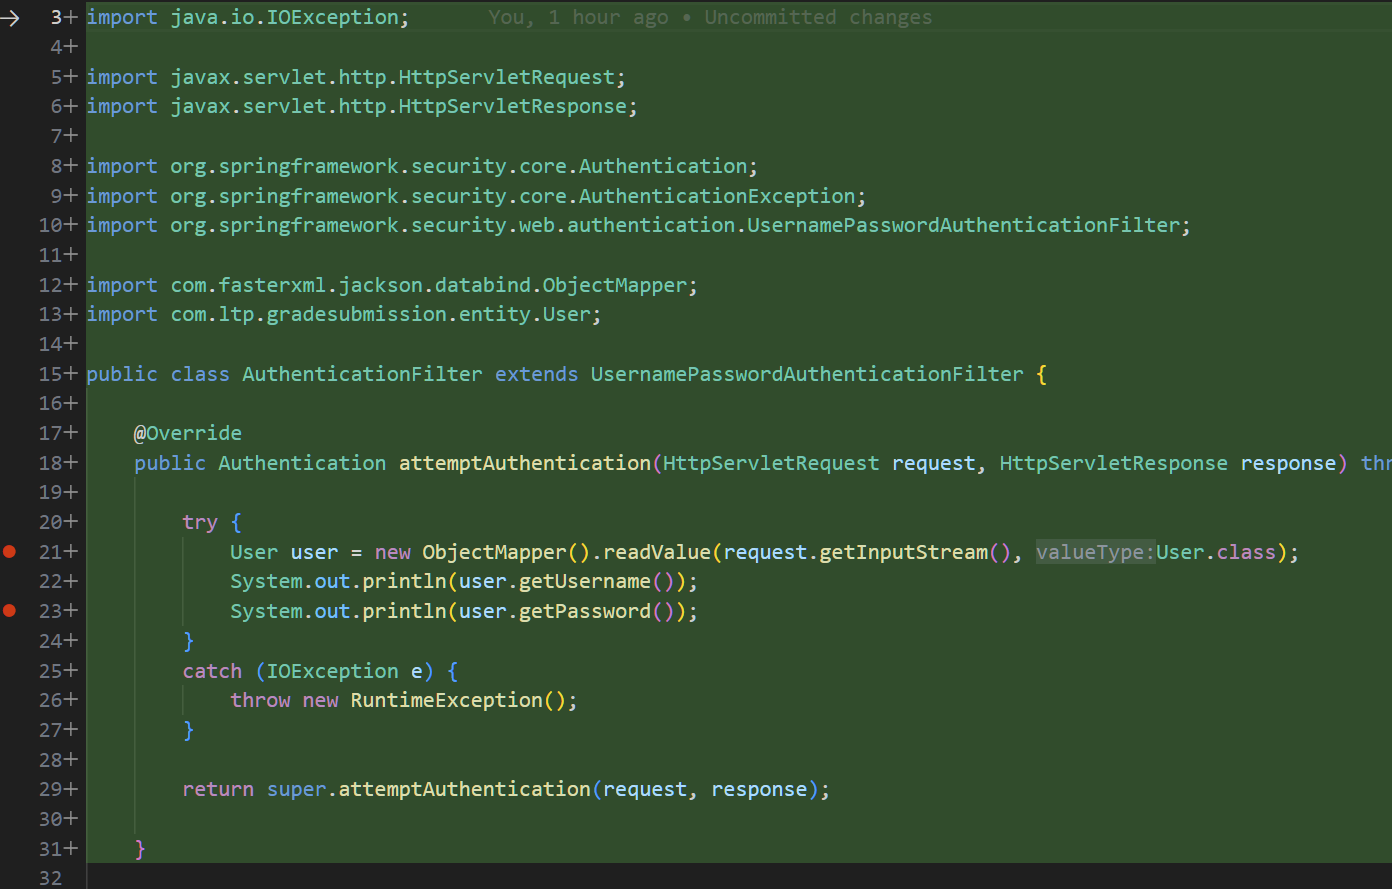 3+ import java.io.IOException; You, 1 hour ago • Uncommitted changes
4+
5+ import javax.servlet.http.HttpServletRequest;
6+ import javax.servlet.http.HttpServletResponse;
7+
8+ import org.springframework.security.core.Authentication;
9+ import org.springframework.security.core.AuthenticationException;
10+ import org.springframework.security.web.authentication.UsernamePasswordAuthenticationFilter;
11+
12+ import com.fasterxml.jackson.databind.ObjectMapper;
13+ import com.ltp.gradesubmission.entity.User;
14+
15+ public class AuthenticationFilter extends UsernamePasswordAuthenticationFilter {
16+
17+     @Override
18+     public Authentication attemptAuthentication(HttpServletRequest request, HttpServletResponse response) thr
19+
20+         try {
21+             User user = new ObjectMapper().readValue(request.getInputStream(), valueType:User.class);
22+             System.out.println(user.getUsername());
23+             System.out.println(user.getPassword());
24+         }
25+         catch (IOException e) {
26+             throw new RuntimeException();
27+         }
28+
29+         return super.attemptAuthentication(request, response);
30+
31+     }
32